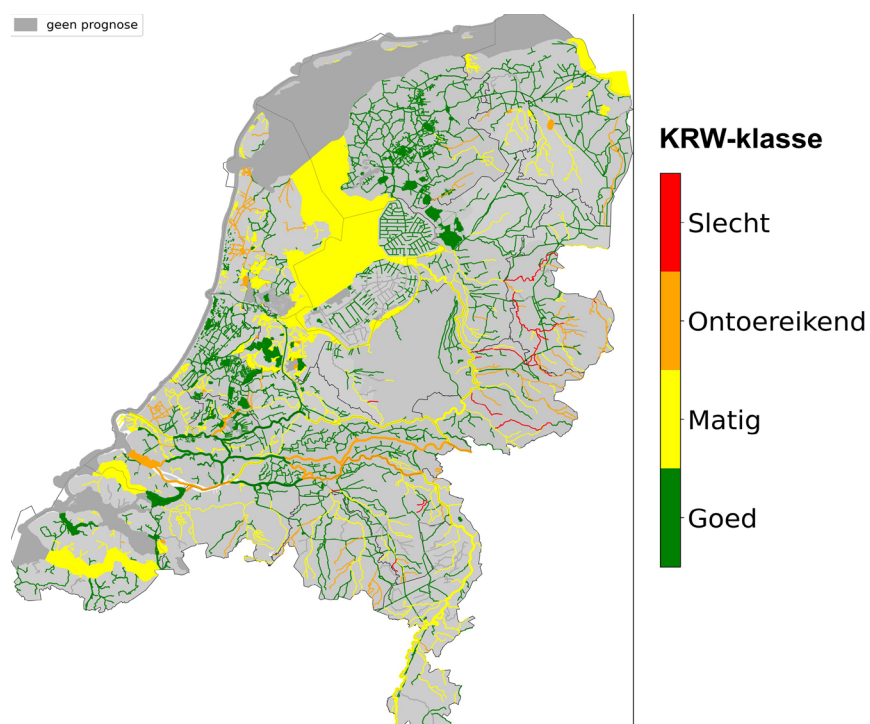 geen prognose
KRW-klasse
Slecht
Ontoereikend
Matig
Goed